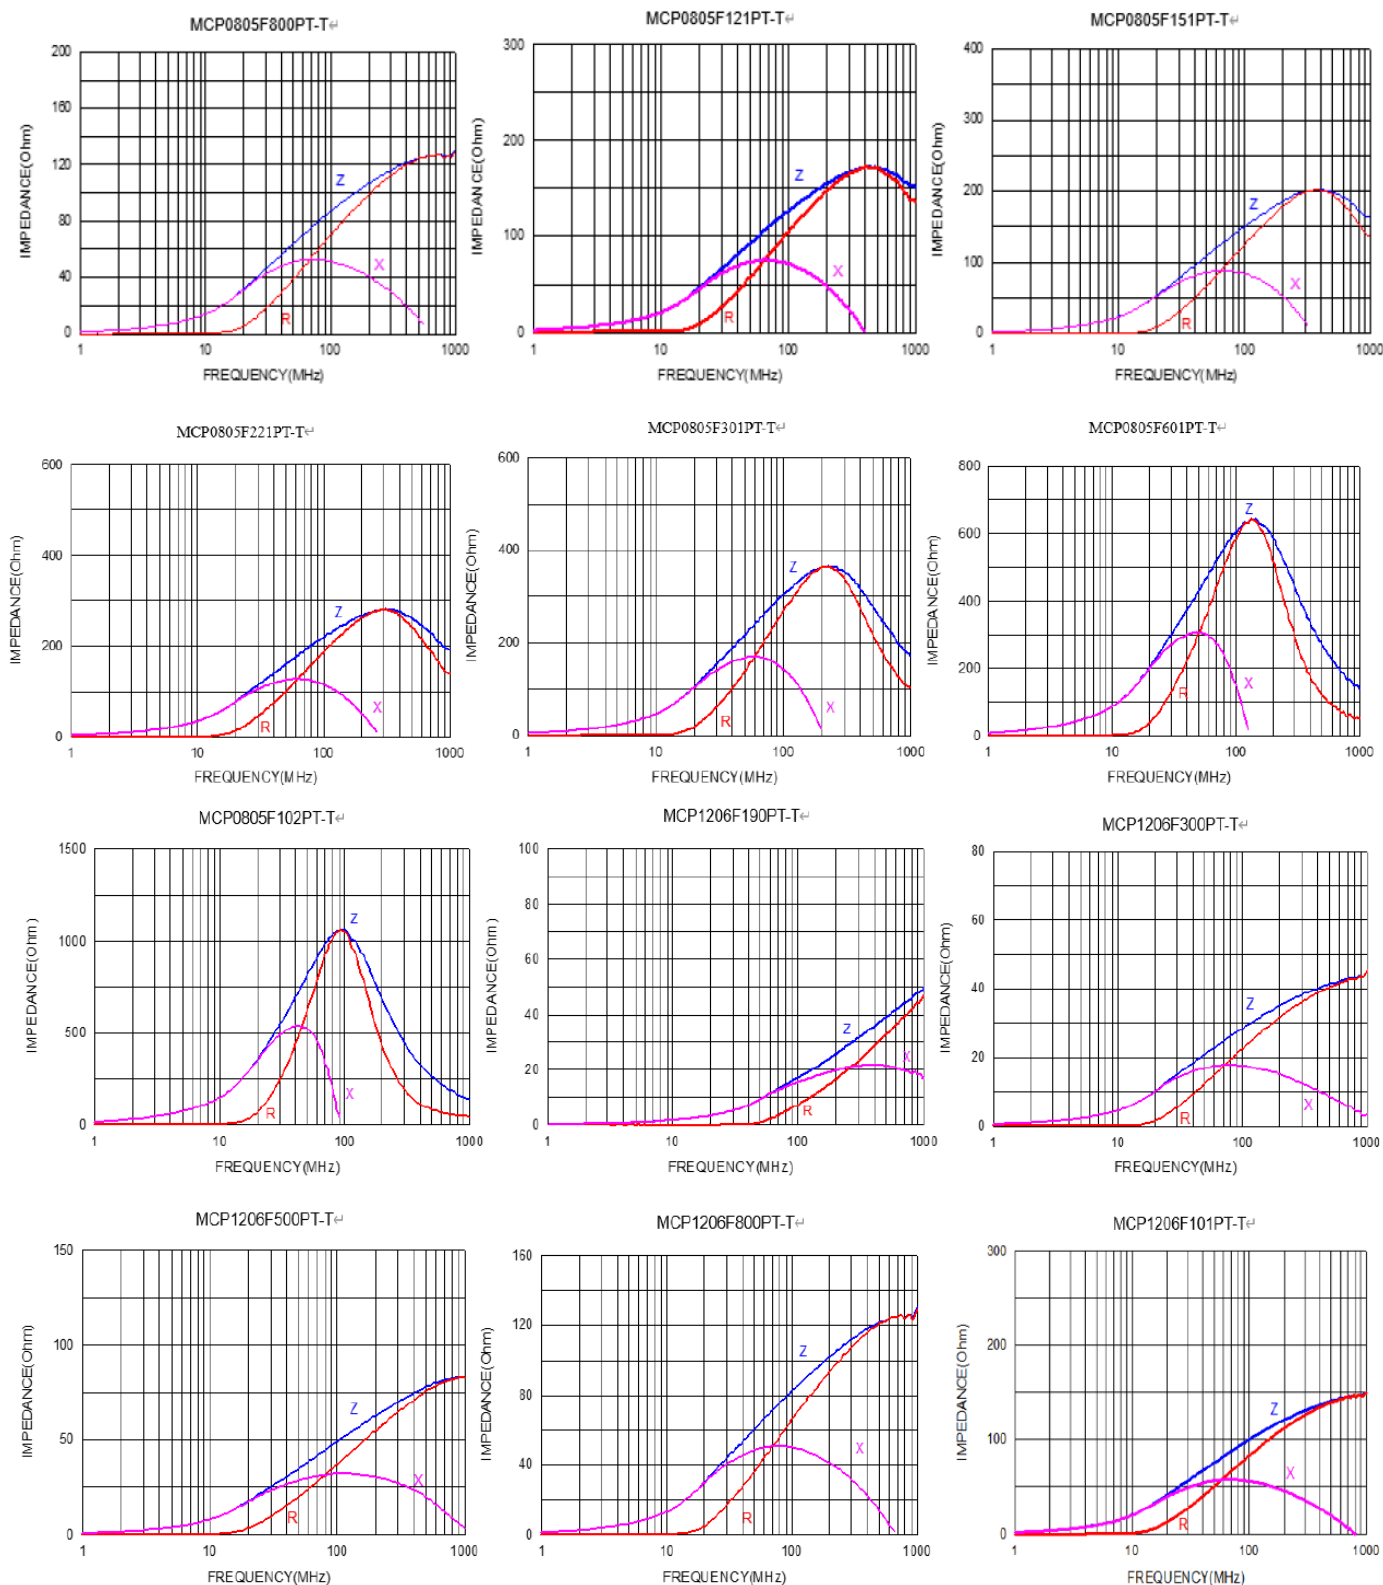 MCP0805F800PT-T↵
IMPEDANCE(Ohm)
200
160
120
80
40
0
Z
X
R
1 10 100 1000
FREQUENCY(MHz)
MCP0805F121PT-T↵
IMPEDANCE(Ohm)
300
200
100
0
Z
X
R
1 10 100 1000
FREQUENCY(MHz)
MCP0805F151PT-T↵
IMPEDANCE(Ohm)
400
300
200
100
0
Z
X
R
1 10 100 1000
FREQUENCY(MHz)
MCP0805F221PT-T↵
IMPEDANCE(Ohm)
600
400
200
0
Z
X
R
1 10 100 1000
FREQUENCY(MHz)
MCP0805F301PT-T↵
IMPEDANCE(Ohm)
600
400
200
0
Z
X
R
1 10 100 1000
FREQUENCY(MHz)
MCP0805F601PT-T↵
IMPEDANCE(Ohm)
800
600
400
200
0
Z
X
R
1 10 100 1000
FREQUENCY(MHz)
MCP0805F102PT-T↵
IMPEDANCE(Ohm)
1500
1000
500
0
Z
X
R
1 10 100 1000
FREQUENCY(MHz)
MCP1206F190PT-T↵
IMPEDANCE(Ohm)
100
80
60
40
20
0
Z
X
R
1 10 100 1000
FREQUENCY(MHz)
MCP1206F300PT-T↵
IMPEDANCE(Ohm)
80
60
40
20
0
Z
X
R
1 10 100 1000
FREQUENCY(MHz)
MCP1206F500PT-T↵
IMPEDANCE(Ohm)
150
100
50
0
Z
X
R
1 10 100 1000
FREQUENCY(MHz)
MCP1206F800PT-T↵
IMPEDANCE(Ohm)
160
120
80
40
0
Z
X
R
1 10 100 1000
FREQUENCY(MHz)
MCP1206F101PT-T↵
IMPEDANCE(Ohm)
300
200
100
0
Z
X
R
1 10 100 1000
FREQUENCY(MHz)